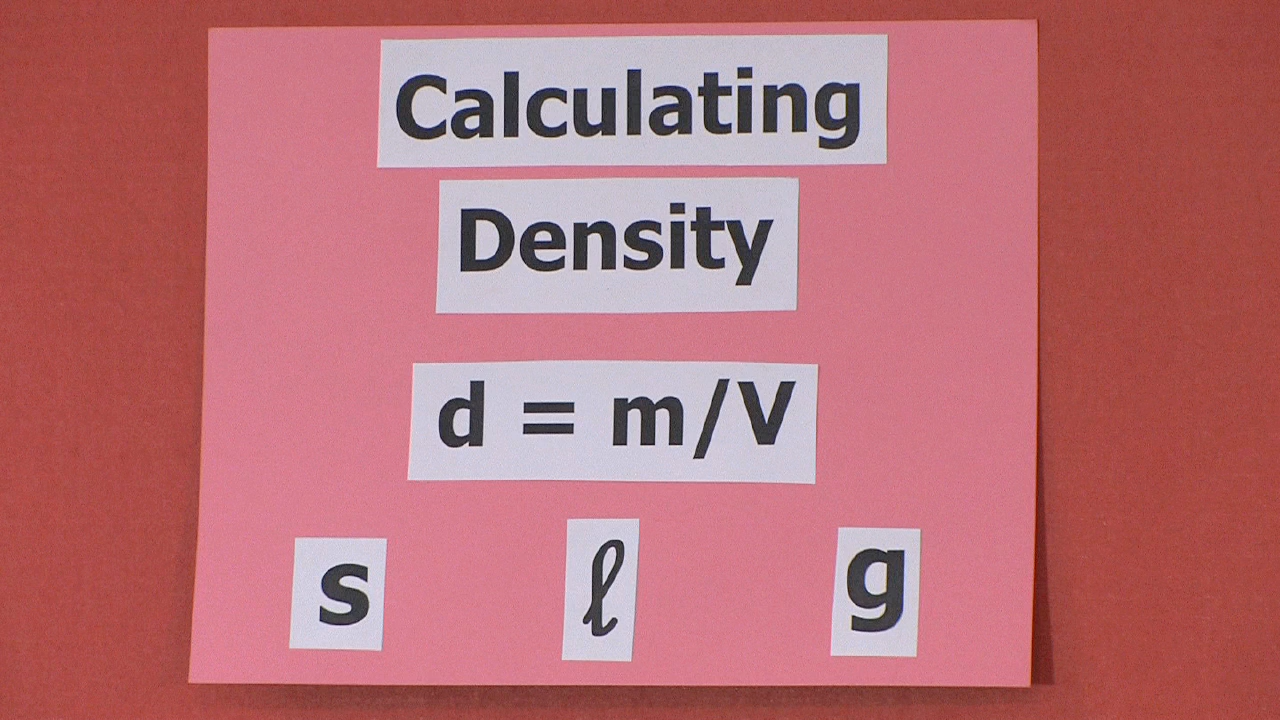 Calculating
Density
d = m/V
s ℓ g